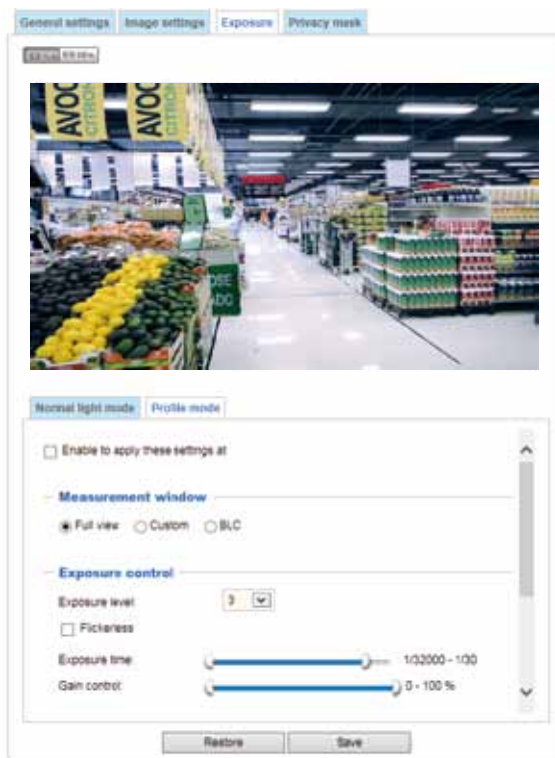 General settings Image settings Exposure Privacy mask
AVOC
CITRON
AVOC
CITRON
Normal light mode Profile mode
Enable to apply these settings at
Measurement window
Full view Custom BLC
Exposure control
Exposure level 3
Flickerless
Exposure time: 1/32000 - 1/30
Gain control: 0 - 100 %
Restore Save